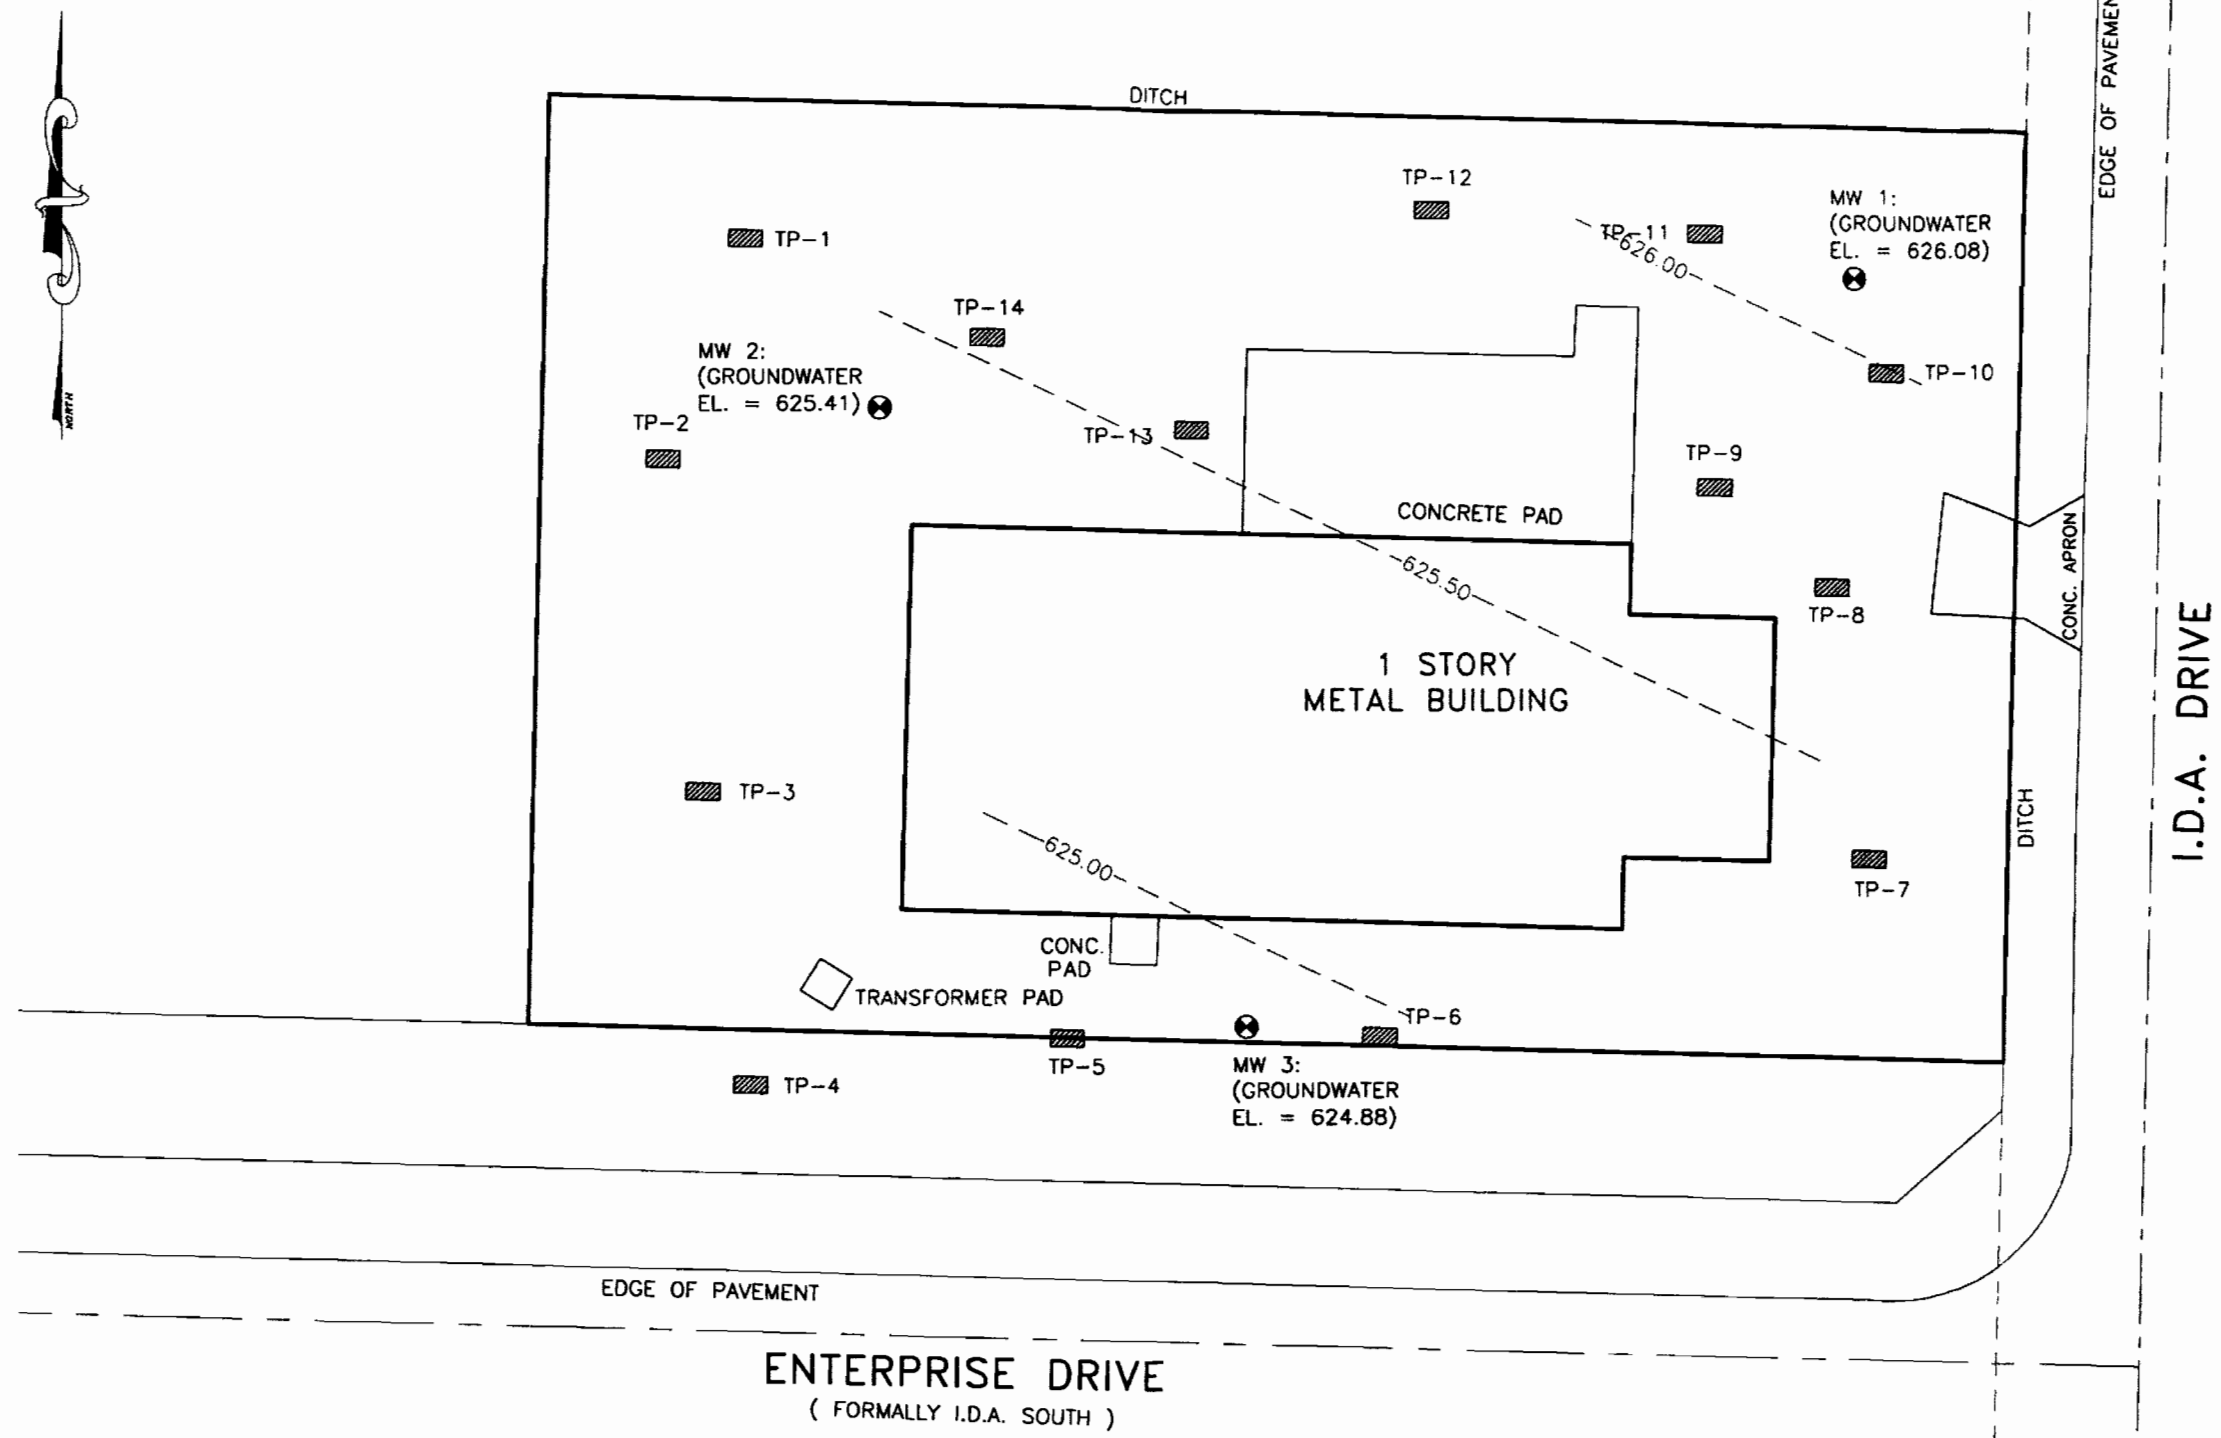 EDGE OF PAVEMEN
DITCH
TP-12
MW 1:
(GROUNDWATER
EL. = 626.08)
TP-11
TP-1
626.00
TP-14
MW 2:
(GROUNDWATER
EL. = 625.41)
TP-10
NORTH
TP-2
TP-13
TP-9
CONCRETE PAD
CONC. APRON
625.50
TP-8
1 STORY
METAL BUILDING
I.D.A. DRIVE
TP-3
DITCH
625.00
TP-7
CONC.
PAD
TRANSFORMER PAD
TP-6
TP-5
MW 3:
(GROUNDWATER
EL. = 624.88)
TP-4
EDGE OF PAVEMENT
ENTERPRISE DRIVE
( FORMALLY I.D.A. SOUTH )